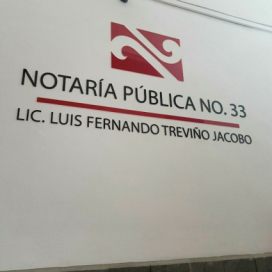 NOTARÍA PÚBLICA NO. 33
LIC. LUIS FERNANDO TREVIÑO JACOBO